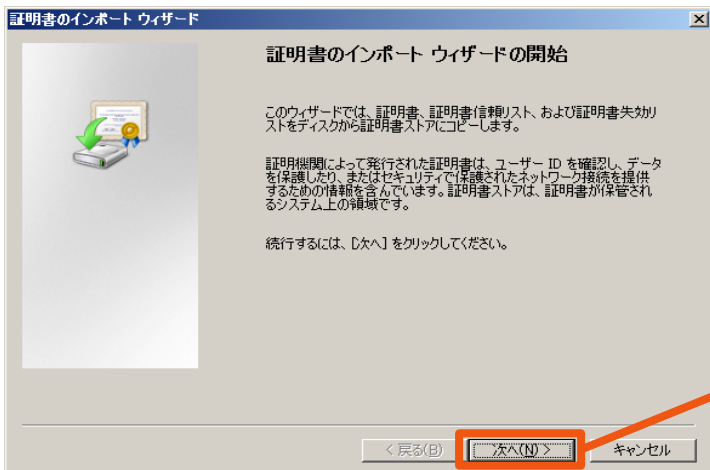 証明書のインポート ウィザード
証明書のインポート ウィザードの開始
このウィザードでは、証明書、証明書信頼リスト、および証明書失効リ
ストをディスクから証明書ストアにコピーします。
証明機関によって発行された証明書は、ユーザー ID を確認し、データ
を保護したり、またはセキュリティで保護されたネットワーク接続を提供
するための情報を含んでいます。証明書ストアは、証明書が保管され
るシステム上の領域です。
続行するには、[次へ] をクリックしてください。
< 戻る(B)
次へ(N) >
キャンセル